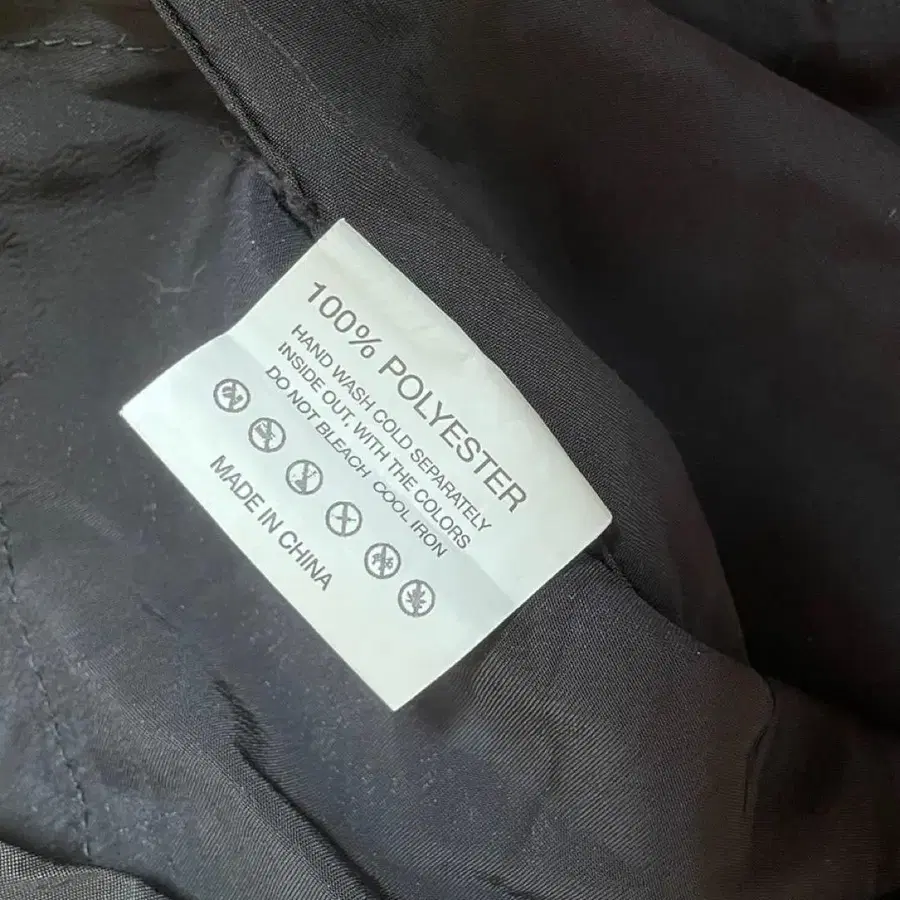 100% POLYESTER
HAND WASH COLD SEPARATELY
INSIDE OUT, WITH THE COLORS
DO NOT BLEACH COOL IRON
MADE IN CHINA